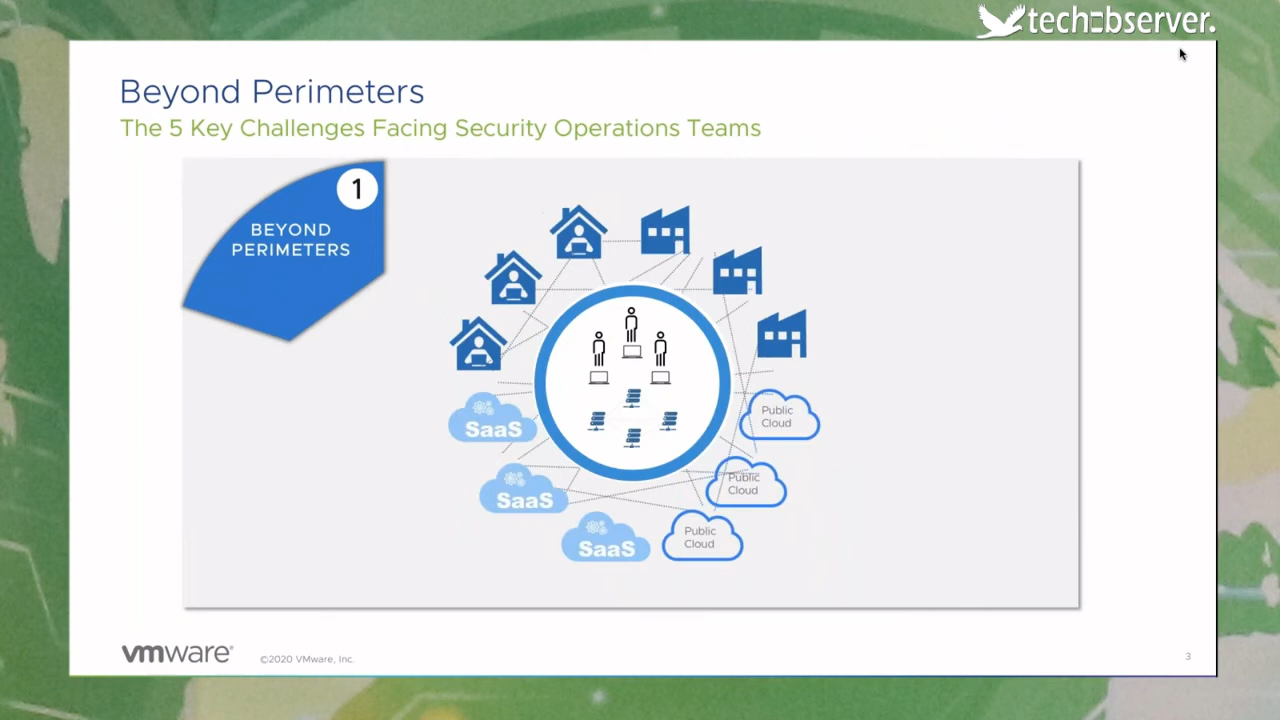 techobserver.
Beyond Perimeters
The 5 Key Challenges Facing Security Operations Teams
1
BEYOND
PERIMETERS
SaaS
SaaS
SaaS
Public
Cloud
Public
Cloud
Public
Cloud
vmware®
©2020 VMware, Inc.
3